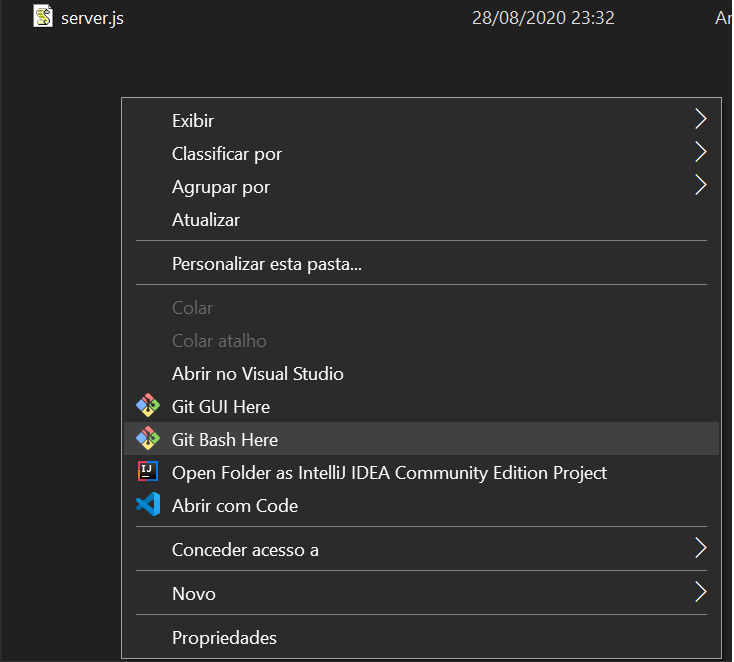 server.js 28/08/2020 23:32
Exibir
Classificar por
Agrupar por
Atualizar
Personalizar esta pasta...
Colar
Colar atalho
Abrir no Visual Studio
Git GUI Here
Git Bash Here
Open Folder as IntelliJ IDEA Community Edition Project
Abrir com Code
Conceder acesso a
Novo
Propriedades